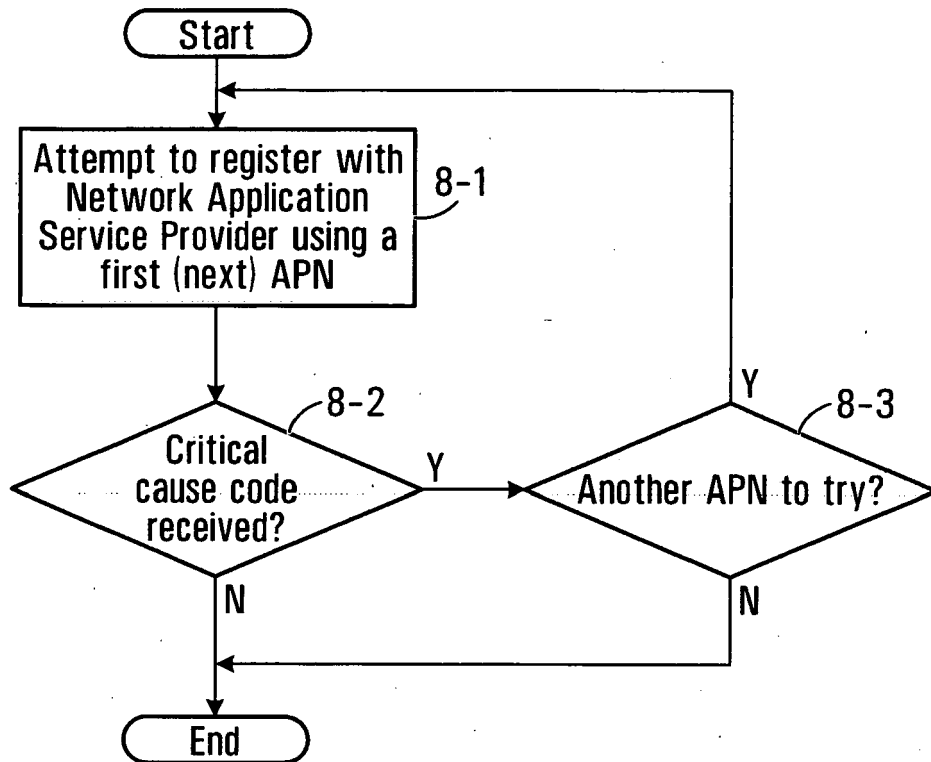 Start
Attempt to register with
Network Application
Service Provider using a
first (next) APN
8-1
8-2
Critical
cause code
received?
Y
N
8-3
Another APN to try?
Y
N
End